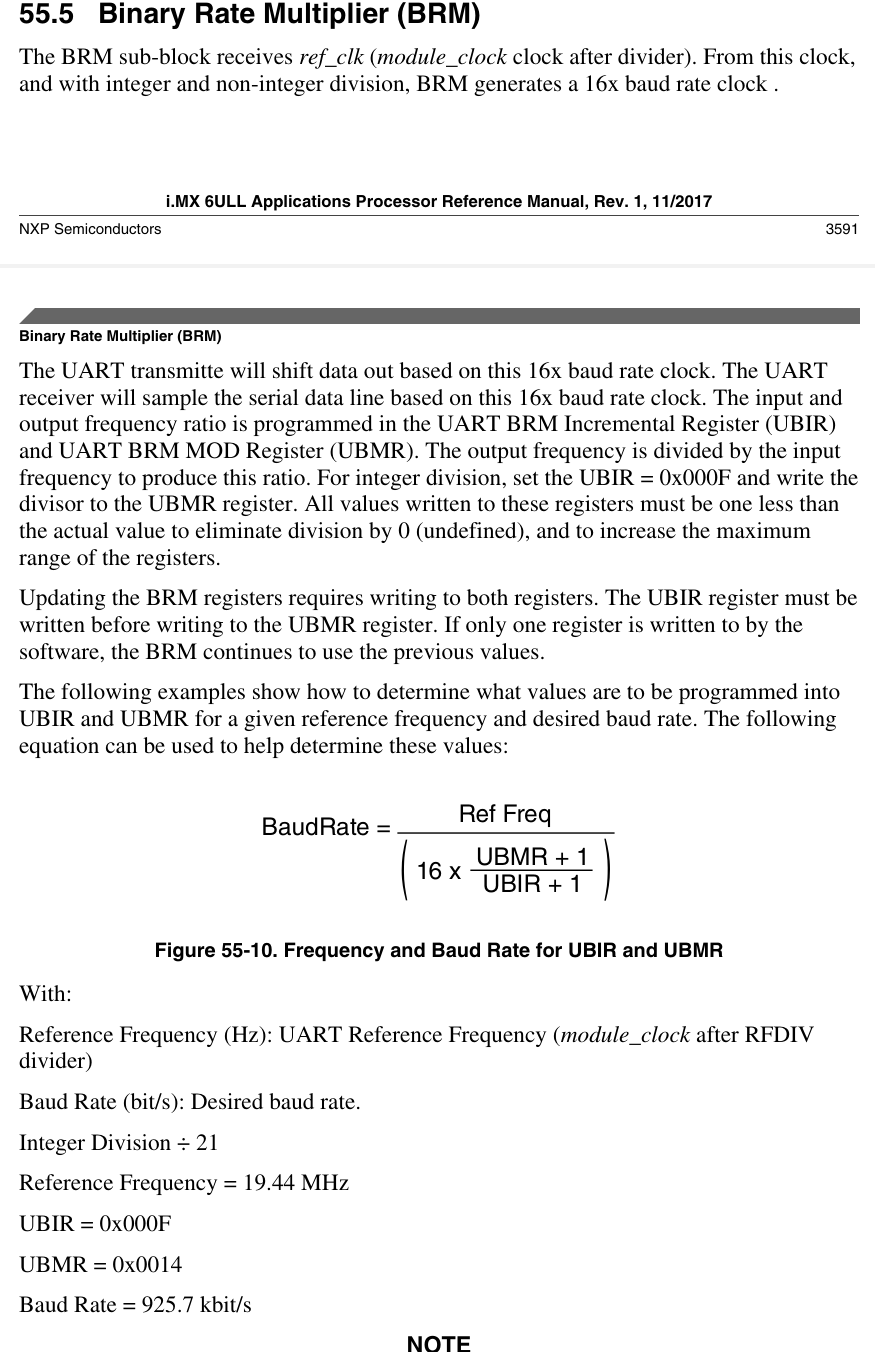 55.5 Binary Rate Multiplier (BRM)
The BRM sub-block receives ref_clk (module_clock clock after divider). From this clock,
and with integer and non-integer division, BRM generates a 16x baud rate clock .
i.MX 6ULL Applications Processor Reference Manual, Rev. 1, 11/2017
NXP Semiconductors 3591
Binary Rate Multiplier (BRM)
The UART transmitte will shift data out based on this 16x baud rate clock. The UART
receiver will sample the serial data line based on this 16x baud rate clock. The input and
output frequency ratio is programmed in the UART BRM Incremental Register (UBIR)
and UART BRM MOD Register (UBMR). The output frequency is divided by the input
frequency to produce this ratio. For integer division, set the UBIR = 0x000F and write the
divisor to the UBMR register. All values written to these registers must be one less than
the actual value to eliminate division by 0 (undefined), and to increase the maximum
range of the registers.
Updating the BRM registers requires writing to both registers. The UBIR register must be
written before writing to the UBMR register. If only one register is written to by the
software, the BRM continues to use the previous values.
The following examples show how to determine what values are to be programmed into
UBIR and UBMR for a given reference frequency and desired baud rate. The following
equation can be used to help determine these values:
Ref Freq
BaudRate =
UBMR + 1
( 16 x )
UBIR + 1
Figure 55-10. Frequency and Baud Rate for UBIR and UBMR
With:
Reference Frequency (Hz): UART Reference Frequency (module_clock after RFDIV
divider)
Baud Rate (bit/s): Desired baud rate.
Integer Division ÷ 21
Reference Frequency = 19.44 MHz
UBIR = 0x000F
UBMR = 0x0014
Baud Rate = 925.7 kbit/s
NOTE